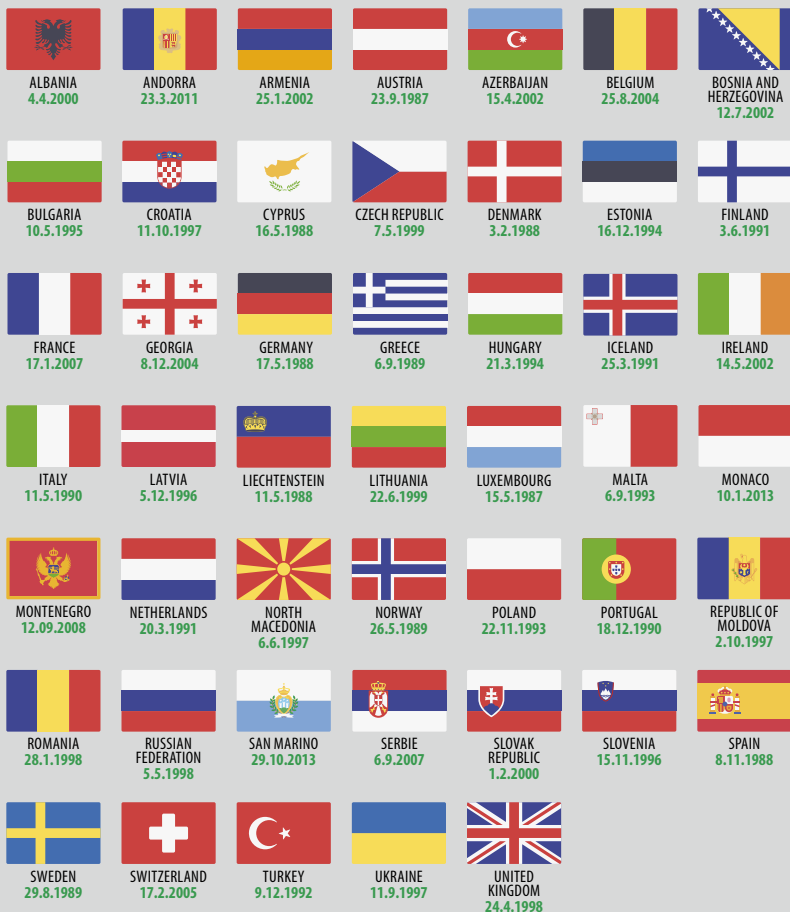 ALBANIA
4.4.2000
ANDORRA
23.3.2011
ARMENIA
25.1.2002
AUSTRIA
23.9.1987
AZERBAIJAN
15.4.2002
BELGIUM
25.8.2004
BOSNIA AND
HERZEGOVINA
12.7.2002
BULGARIA
10.5.1995
CROATIA
11.10.1997
CYPRUS
16.5.1988
CZECH REPUBLIC
7.5.1999
DENMARK
3.2.1988
ESTONIA
16.12.1994
FINLAND
3.6.1991
FRANCE
17.1.2007
GEORGIA
8.12.2004
GERMANY
17.5.1988
GREECE
6.9.1989
HUNGARY
21.3.1994
ICELAND
25.3.1991
IRELAND
14.5.2002
ITALY
11.5.1990
LATVIA
5.12.1996
LIECHTENSTEIN
11.5.1988
LITHUANIA
22.6.1999
LUXEMBOURG
15.5.1987
MALTA
6.9.1993
MONACO
10.1.2013
MONTENEGRO
12.09.2008
NETHERLANDS
20.3.1991
NORTH
MACEDONIA
6.6.1997
NORWAY
26.5.1989
POLAND
22.11.1993
PORTUGAL
18.12.1990
REPUBLIC OF
MOLDOVA
2.10.1997
ROMANIA
28.1.1998
RUSSIAN
FEDERATION
5.5.1998
SAN MARINO
29.10.2013
SERBIE
6.9.2007
SLOVAK
REPUBLIC
1.2.2000
SLOVENIA
15.11.1996
SPAIN
8.11.1988
SWEDEN
29.8.1989
SWITZERLAND
17.2.2005
TURKEY
9.12.1992
UKRAINE
11.9.1997
UNITED
KINGDOM
24.4.1998